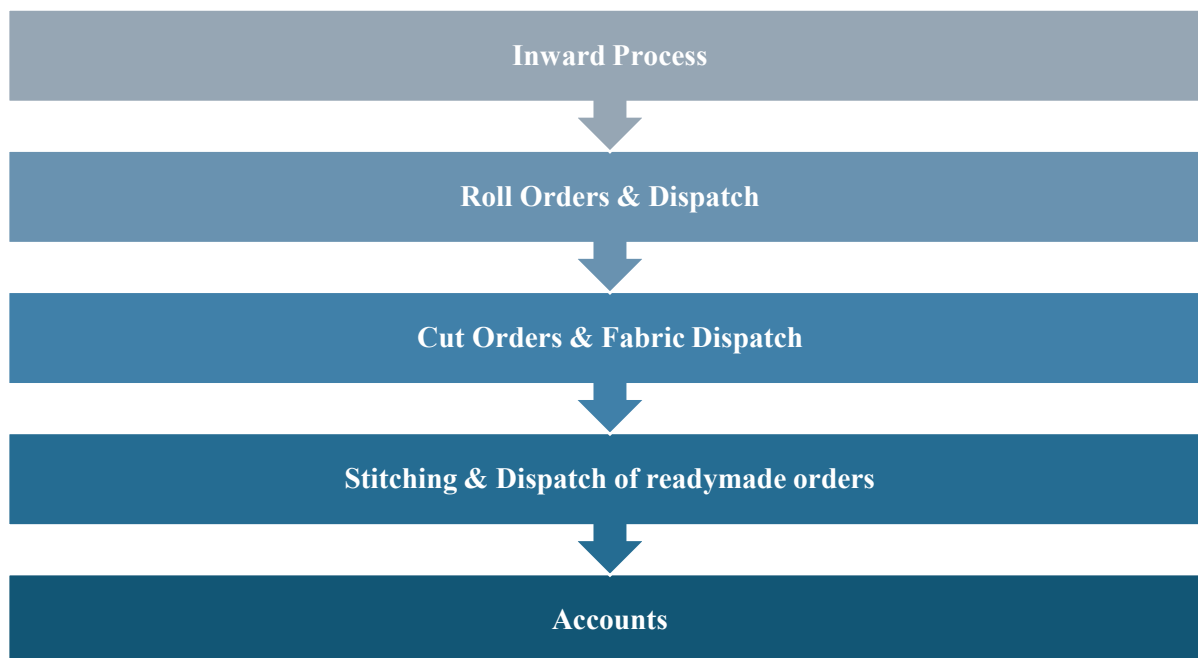 Inward Process
Roll Orders & Dispatch
Cut Orders & Fabric Dispatch
Stitching & Dispatch of readymade orders
Accounts